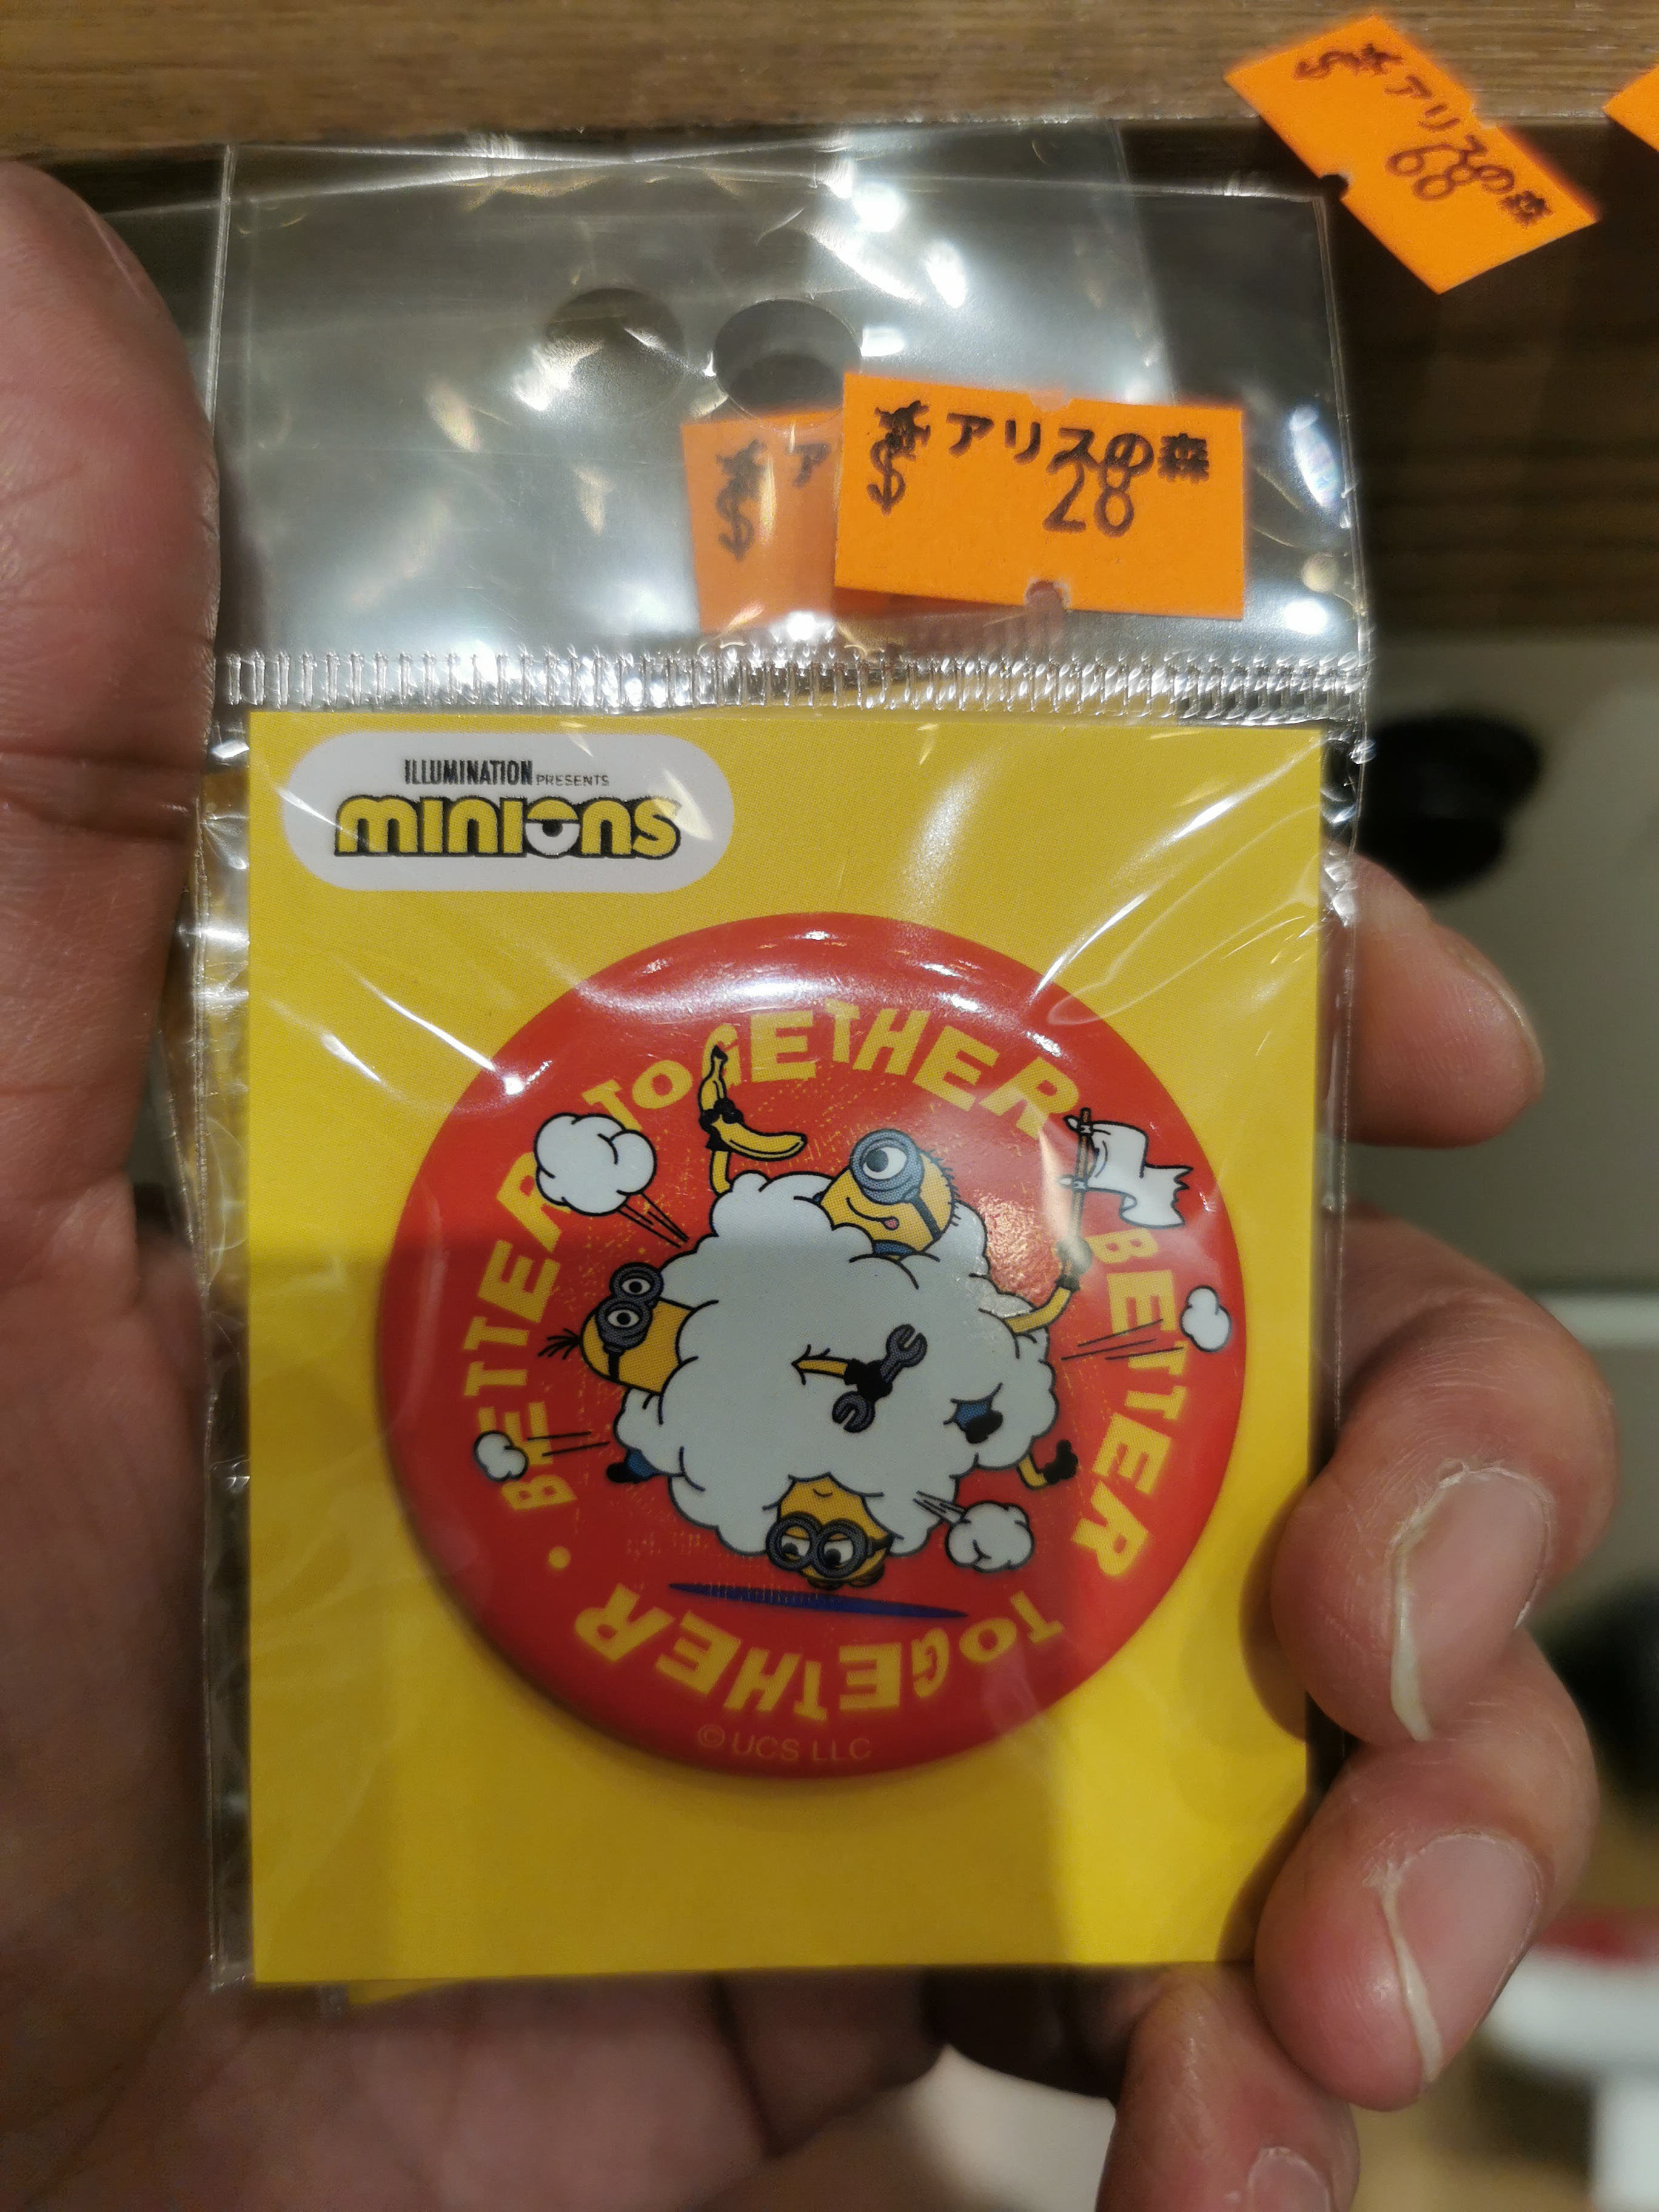 $ アリスの森
68
$ ア
$ アリスの森
28
ILLUMINATION PRESENTS
minions
BETTER TOGETHER
BETTER TOGETHER •
© UCS LLC